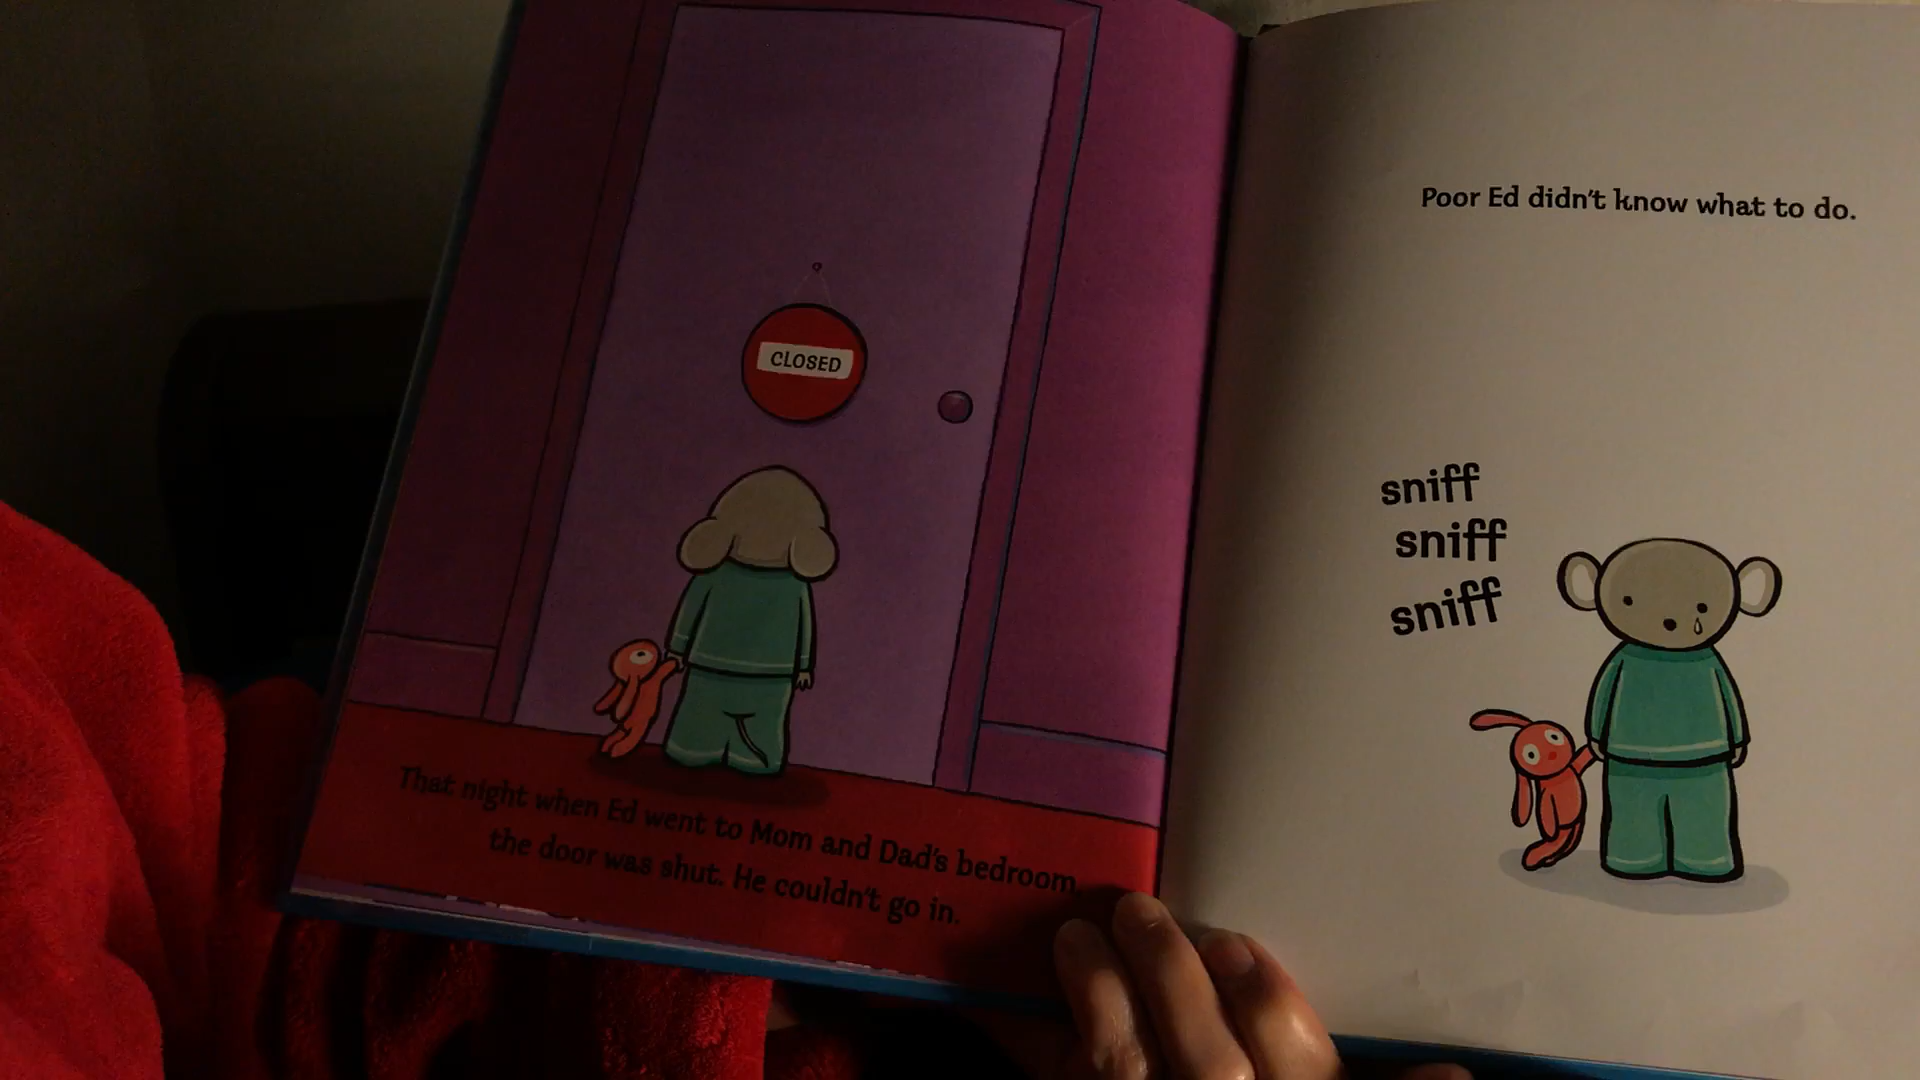 CLOSED
That night when Ed went to Mom and Dad's bedroom
the door was shut. He couldn't go in.
Poor Ed didn't know what to do.
sniff
sniff
sniff